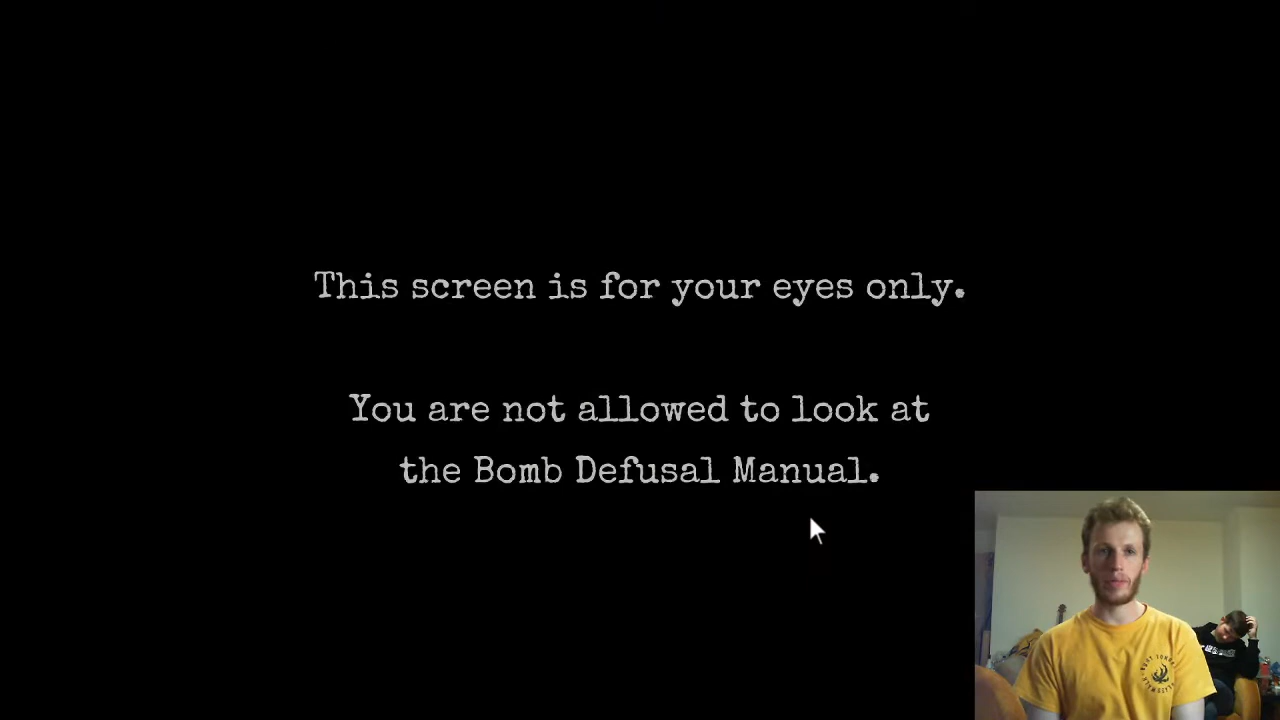 This screen is for your eyes only.
You are not allowed to look at
the Bomb Defusal Manual.